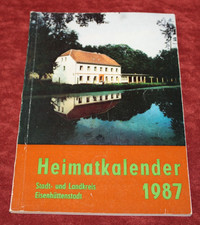 Heimatkalender
Stadt- und Landkreis
Eisenhüttenstadt
1987